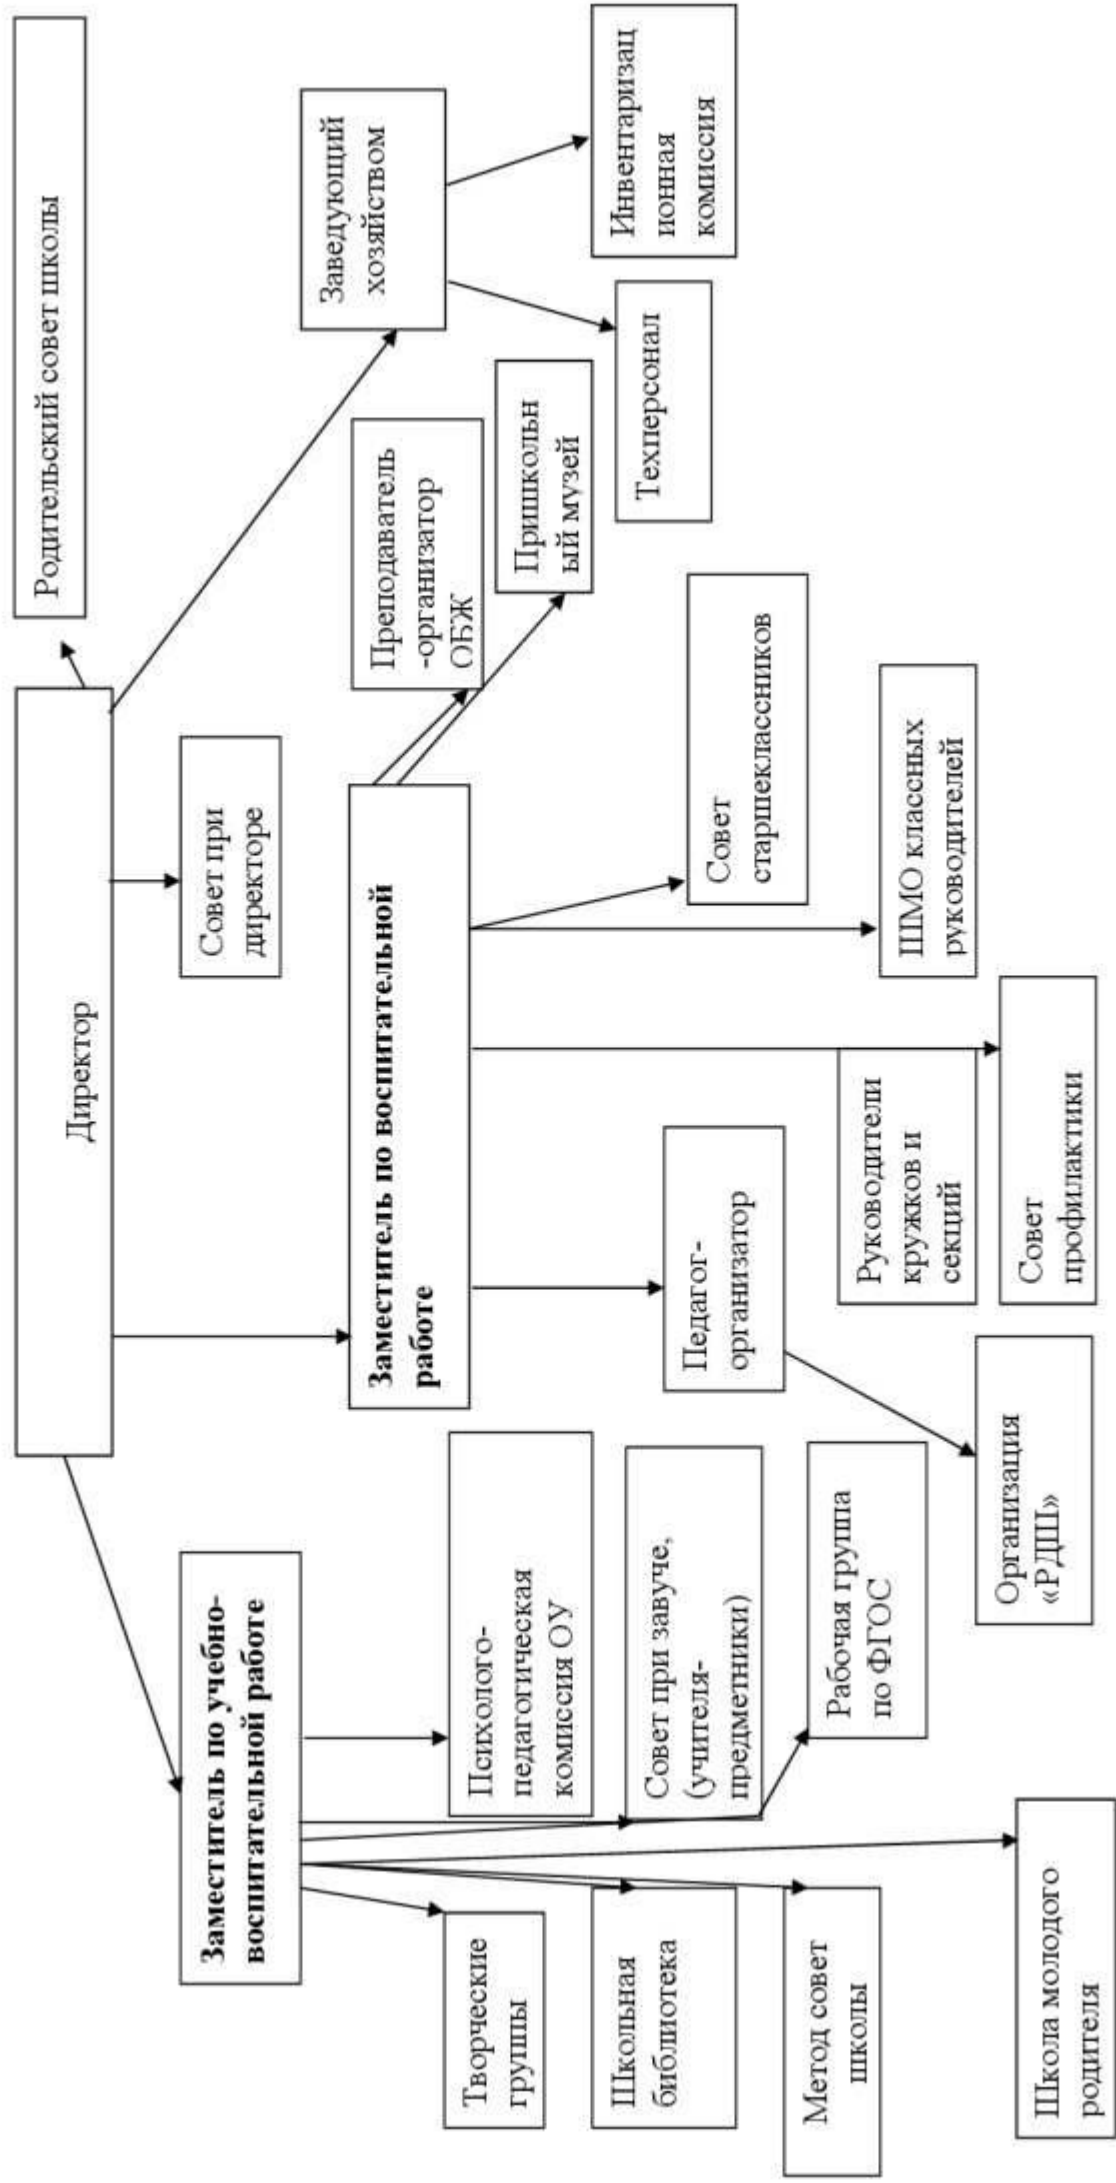 Директор
Родительский совет школы
Заместитель по учебно-
воспитательной работе
Совет при
директоре
Заведующий
хозяйством
Заместитель по воспитательной
работе
Преподаватель
-организатор
ОБЖ
Творческие
группы
Психолого-
педагогическая
комиссия ОУ
Пришкольн
ый музей
Школьная
библиотека
Совет при завуче,
(учителя-
предметники)
Техперсонал
Инвентаризац
ионная
комиссия
Педагог-
организатор
Совет
старшеклассников
Метод совет
школы
Рабочая группа
по ФГОС
Руководители
кружков и
секций
ШМО классных
руководителей
Школа молодого
родителя
Организация
«РДШ»
Совет
профилактики